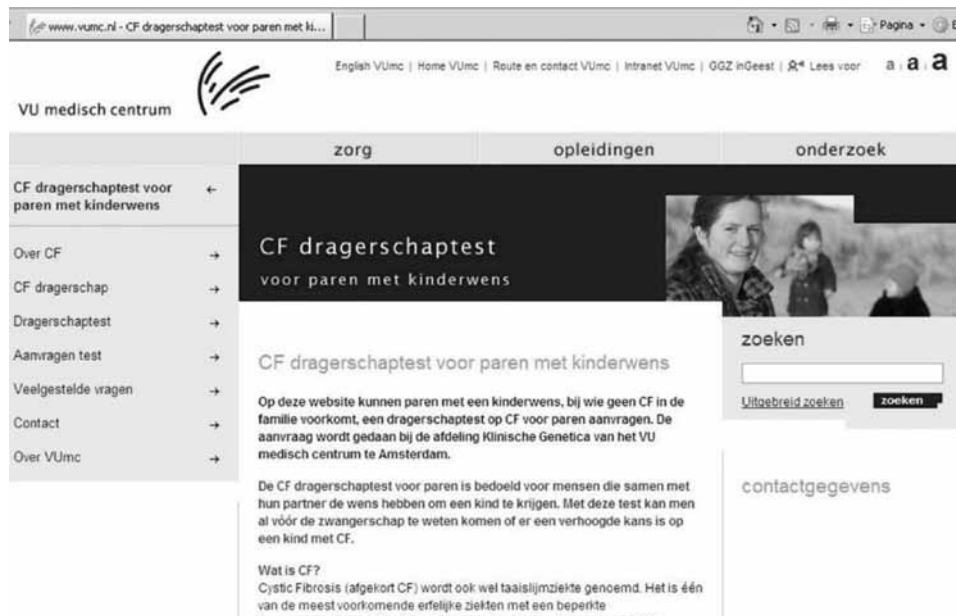 www.vumc.nl - CF dragerschaptest voor paren met ki...
Pagina
English VUmc | Home VUmc | Route en contact VUmc | Intranet VUmc | GGZ inGeest | Lees voor a | a | a
VU medisch centrum
zorg opleidingen onderzoek
CF dragerschaptest voor
paren met kinderwens
Over CF
CF dragerschap
Dragerschaptest
Aanvragen test
Veelgestelde vragen
Contact
Over VUmc
CF dragerschaptest
voor paren met kinderwens
CF dragerschaptest voor paren met kinderwens
Op deze website kunnen paren met een kinderwens, bij wie geen CF in de
familie voorkomt, een dragerschaptest op CF voor paren aanvragen. De
aanvraag wordt gedaan bij de afdeling Klinische Genetica van het VU
medisch centrum te Amsterdam.
De CF dragerschaptest voor paren is bedoeld voor mensen die samen met
hun partner de wens hebben om een kind te krijgen. Met deze test kan men
al vóór de zwangerschap te weten komen of er een verhoogde kans is op
een kind met CF.
Wat is CF?
Cystic Fibrosis (afgekort CF) wordt ook wel taaislijmziekte genoemd. Het is één
van de meest voorkomende erfelijke ziekten met een beperkte
zoeken
Uitgebreid zoeken zoeken
contactgegevens